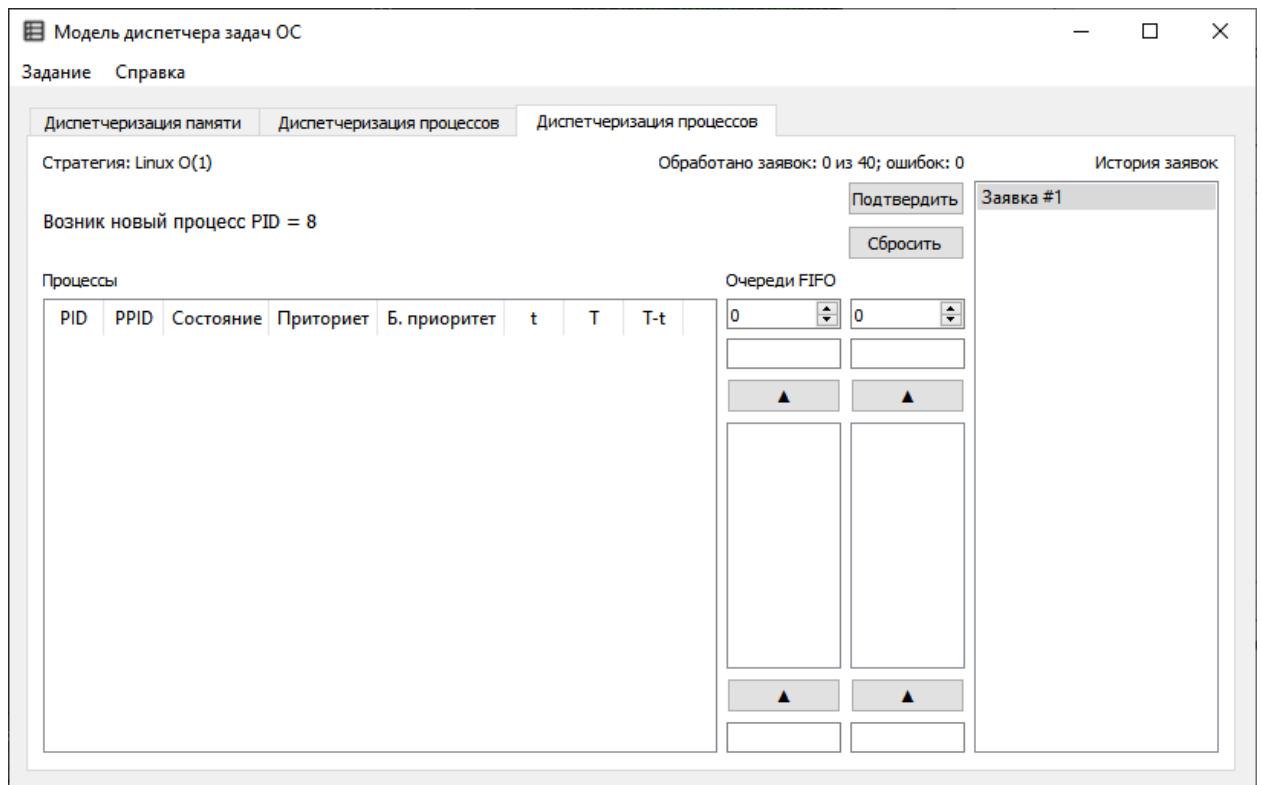 Модель диспетчера задач ОС
Задание Справка
Диспетчеризация памяти Диспетчеризация процессов Диспетчеризация процессов
Стратегия: Linux O(1) Обработано заявок: 0 из 40; ошибок: 0 История заявок
Подтвердить Заявка #1
Возник новый процесс PID = 8
Сбросить
Процессы Очереди FIFO
PID PPID Состояние Приториет Б. приоритет t T T-t 0 0
▲ ▲
▲ ▲